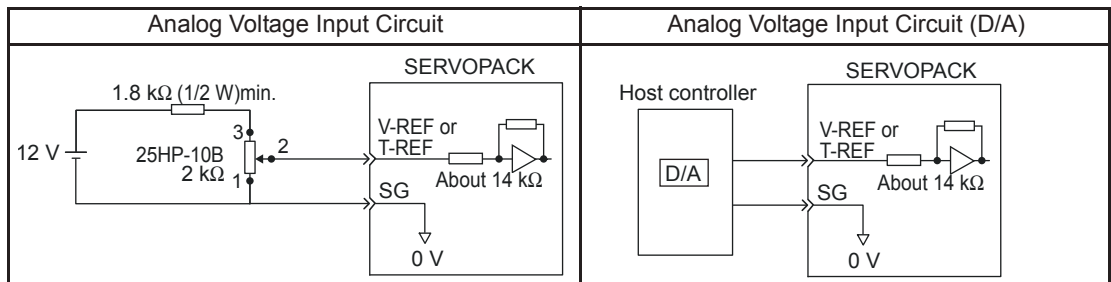 Analog Voltage Input Circuit
Analog Voltage Input Circuit (D/A)
SERVOPACK
1.8 kΩ (1/2 W)min.
3
V-REF or
T-REF
12 V
25HP-10B
2 kΩ
2
1
About 14 kΩ
SG
0 V
SERVOPACK
Host controller
V-REF or
T-REF
D/A
About 14 kΩ
SG
0 V